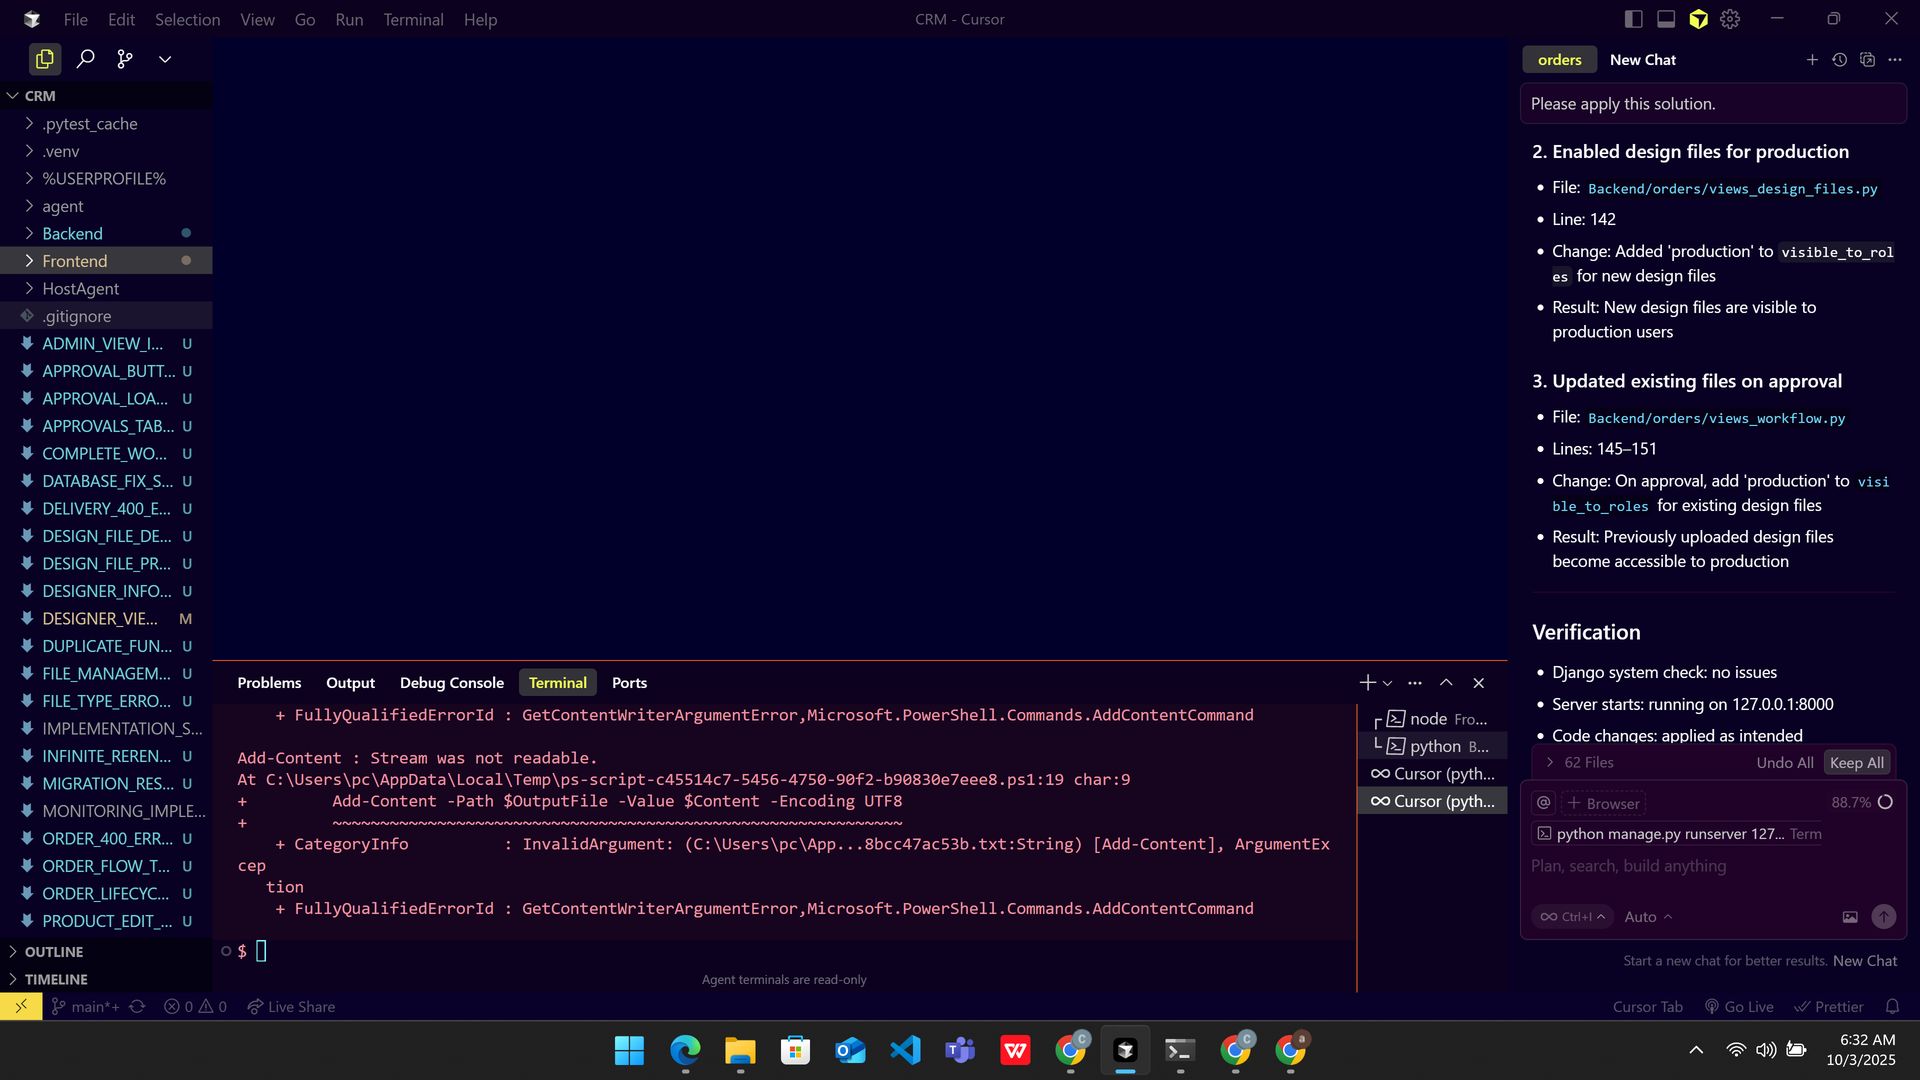 File Edit Selection View Go Run Terminal Help
CRM - Cursor
CRM
.pytest_cache
.venv
%USERPROFILE%
agent
Backend
Frontend
HostAgent
.gitignore
ADMIN_VIEW_I... U
APPROVAL_BUTT... U
APPROVAL_LOA... U
APPROVALS_TAB... U
COMPLETE_WO... U
DATABASE_FIX_S... U
DELIVERY_400_E... U
DESIGN_FILE_DE... U
DESIGN_FILE_PR... U
DESIGNER_INFO... U
DESIGNER_VIE... M
DUPLICATE_FUN... U
FILE_MANAGEM... U
FILE_TYPE_ERRO... U
IMPLEMENTATION_S...
INFINITE_REREN... U
MIGRATION_RES... U
MONITORING_IMPLE...
ORDER_400_ERR... U
ORDER_FLOW_T... U
ORDER_LIFECYC... U
PRODUCT_EDIT_... U
OUTLINE
TIMELINE
Problems Output Debug Console Terminal Ports
+ FullyQualifiedErrorId : GetContentWriterArgumentError,Microsoft.PowerShell.Commands.AddContentCommand
Add-Content : Stream was not readable.
At C:\Users\pc\AppData\Local\Temp\ps-script-c45514c7-5456-4750-90f2-b90830e7eee8.ps1:19 char:9
+         Add-Content -Path $OutputFile -Value $Content -Encoding UTF8
+         ~~~~~~~~~~~~~~~~~~~~~~~~~~~~~~~~~~~~~~~~~~~~~~~~~~~~~~~~~~~~
+ CategoryInfo          : InvalidArgument: (C:\Users\pc\App...8bcc47ac53b.txt:String) [Add-Content], ArgumentEx
cep
tion
+ FullyQualifiedErrorId : GetContentWriterArgumentError,Microsoft.PowerShell.Commands.AddContentCommand
$
Agent terminals are read-only
node Fro...
python B...
Cursor (pyth...
Cursor (pyth...
orders New Chat
Please apply this solution.
2. Enabled design files for production
• File: Backend/orders/views_design_files.py
• Line: 142
• Change: Added 'production' to visible_to_rol
es for new design files
• Result: New design files are visible to
production users
3. Updated existing files on approval
• File: Backend/orders/views_workflow.py
• Lines: 145–151
• Change: On approval, add 'production' to visi
ble_to_roles for existing design files
• Result: Previously uploaded design files
become accessible to production
Verification
• Django system check: no issues
• Server starts: running on 127.0.0.1:8000
• Code changes: applied as intended
62 Files Undo All Keep All
@ + Browser 88.7%
python manage.py runserver 127... Term
Plan, search, build anything
∞ Ctrl+I Auto
Start a new chat for better results. New Chat
main*+ 0 0 Live Share
Cursor Tab Go Live Prettier
6:32 AM
10/3/2025